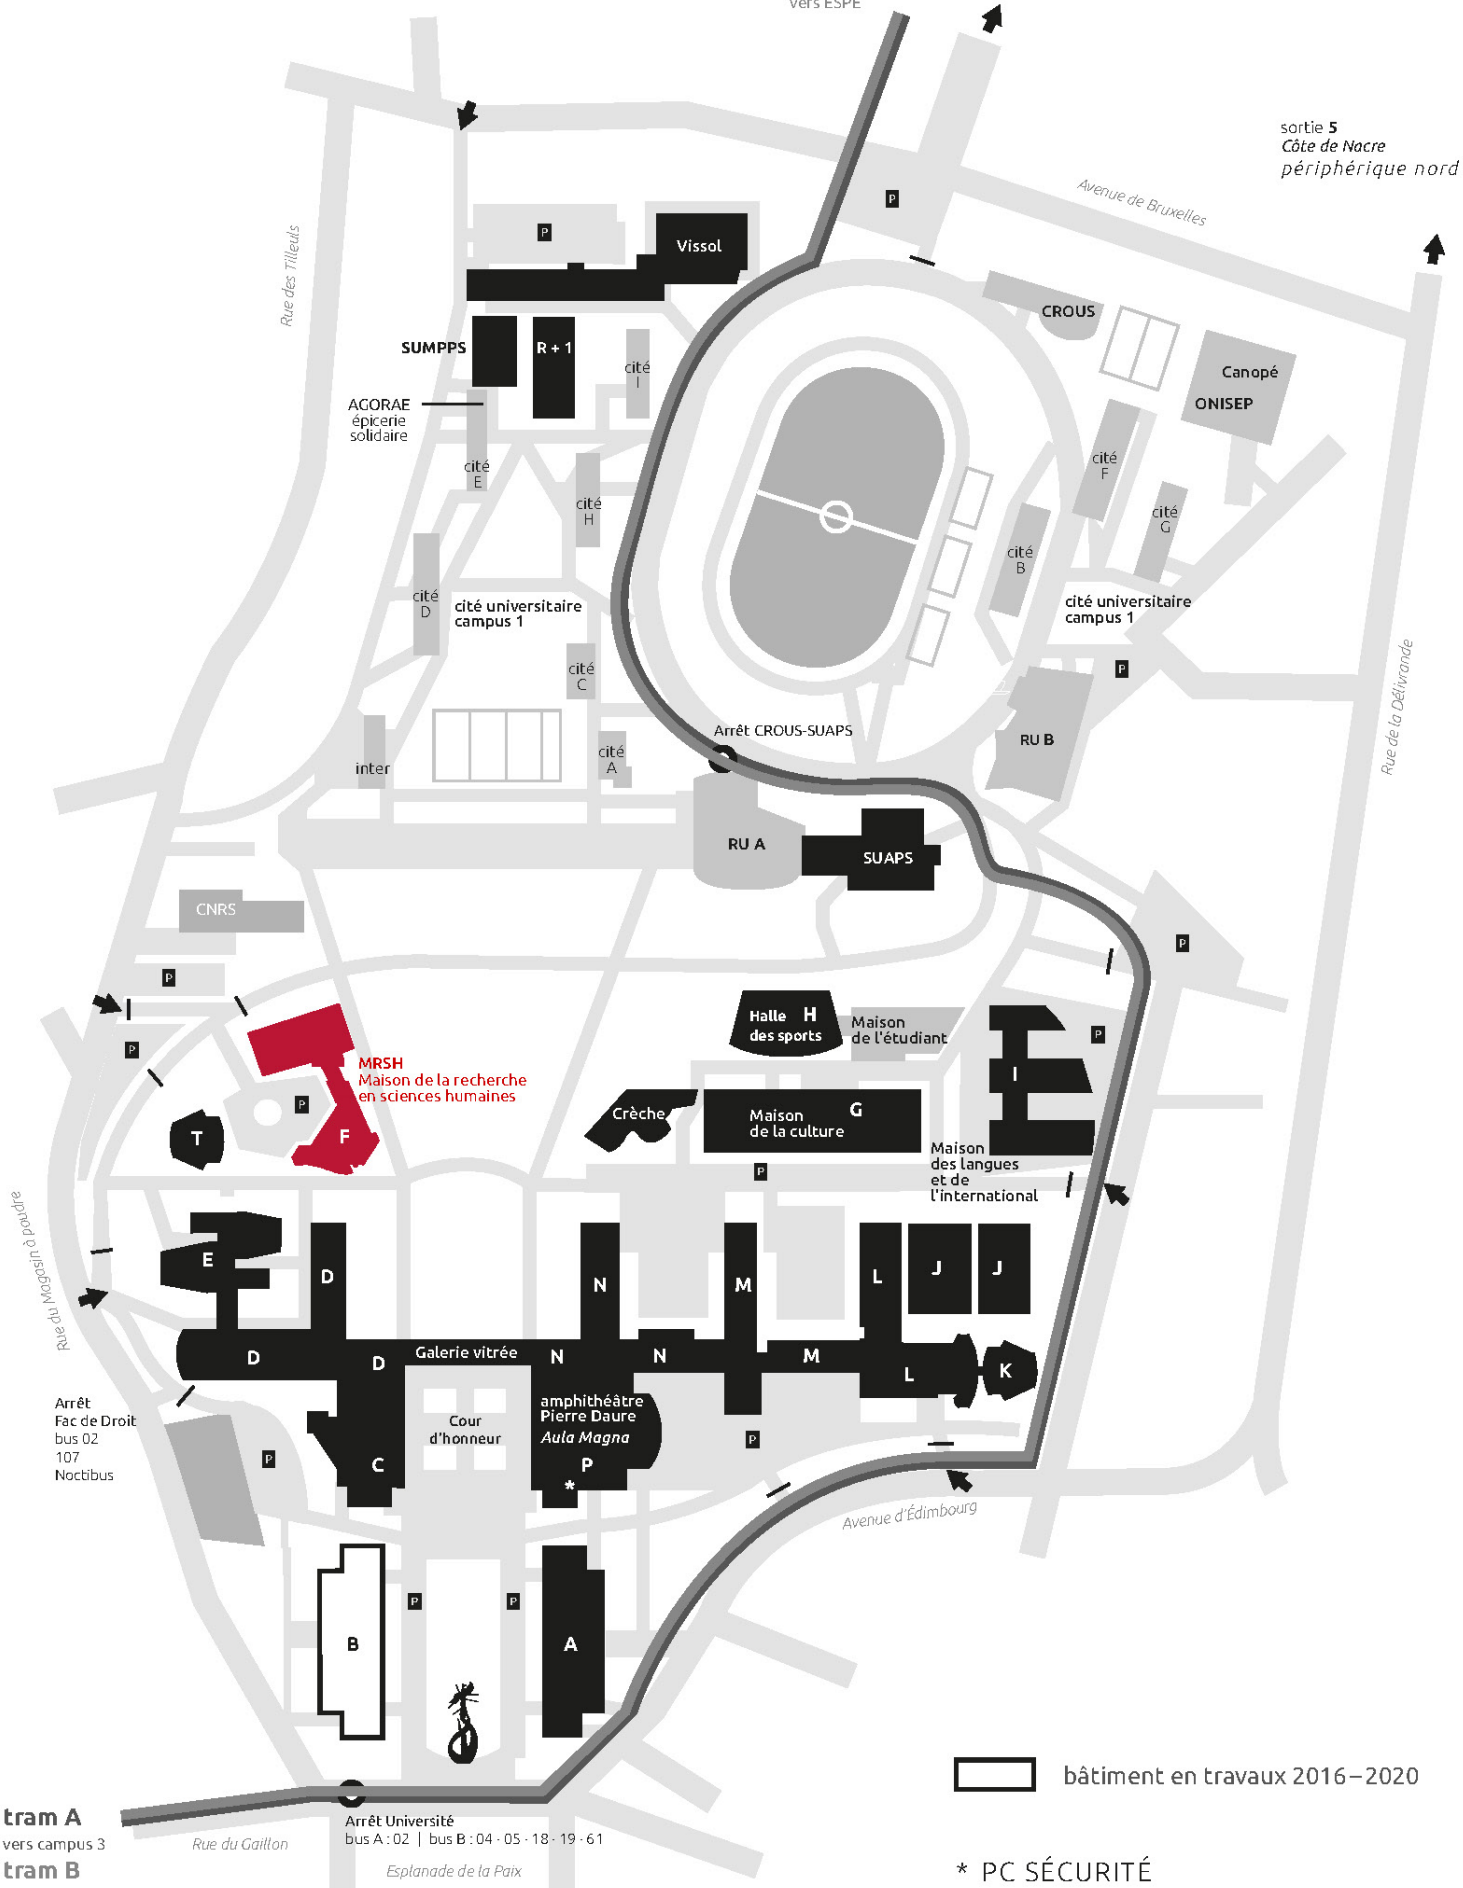 vers ESPE
sortie 5
Côte de Nacre
périphérique nord
Avenue de Bruxelles
P
P
Rue des Tilleuls
Vissol
CROUS
SUMPPS
R + 1
cité
I
Canopé
ONISEP
AGORAE
épicerie
solidaire
cité
E
cité
F
cité
H
cité
G
cité
B
cité
D
cité universitaire
campus 1
cité universitaire
campus 1
cité
C
P
Rue de la Délivrande
Arrêt CROUS-SUAPS
RU B
cité
A
inter
RU A
SUAPS
CNRS
P
P
Halle H
des sports
Maison
de l'étudiant
P
P
MRSH
Maison de la recherche
en sciences humaines
I
P
Crèche
G
Maison
de la culture
T
F
Maison
des langues
et de
l'international
P
Rue du Magasin à poudre
E
D
N
M
L
J
J
D
D
Galerie vitrée
N
N
M
L
K
Arrêt
Fac de Droit
bus 02
107
Noctibus
Cour
d'honneur
amphithéâtre
Pierre Daure
Aula Magna
P
P
C
P
*
Avenue d'Édimbourg
P
P
B
A
bâtiment en travaux 2016–2020
tram A
vers campus 3
tram B
Rue du Gaillon
Arrêt Université
bus A : 02 | bus B : 04 - 05 - 18 - 19 - 61
Esplanade de la Paix
* PC SÉCURITÉ